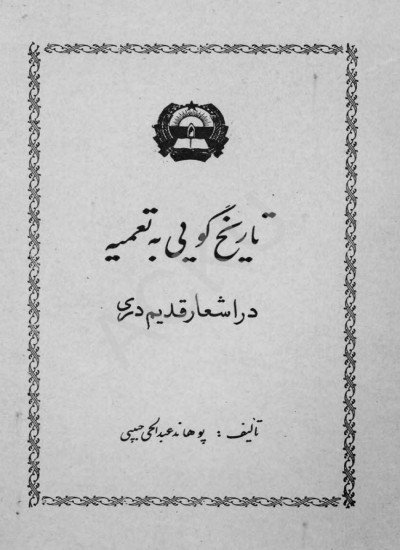 تاریخ گویی به تعمیه
در اشعار قدیم دری
تألیف: پوهاند عبدالحی حبیبی